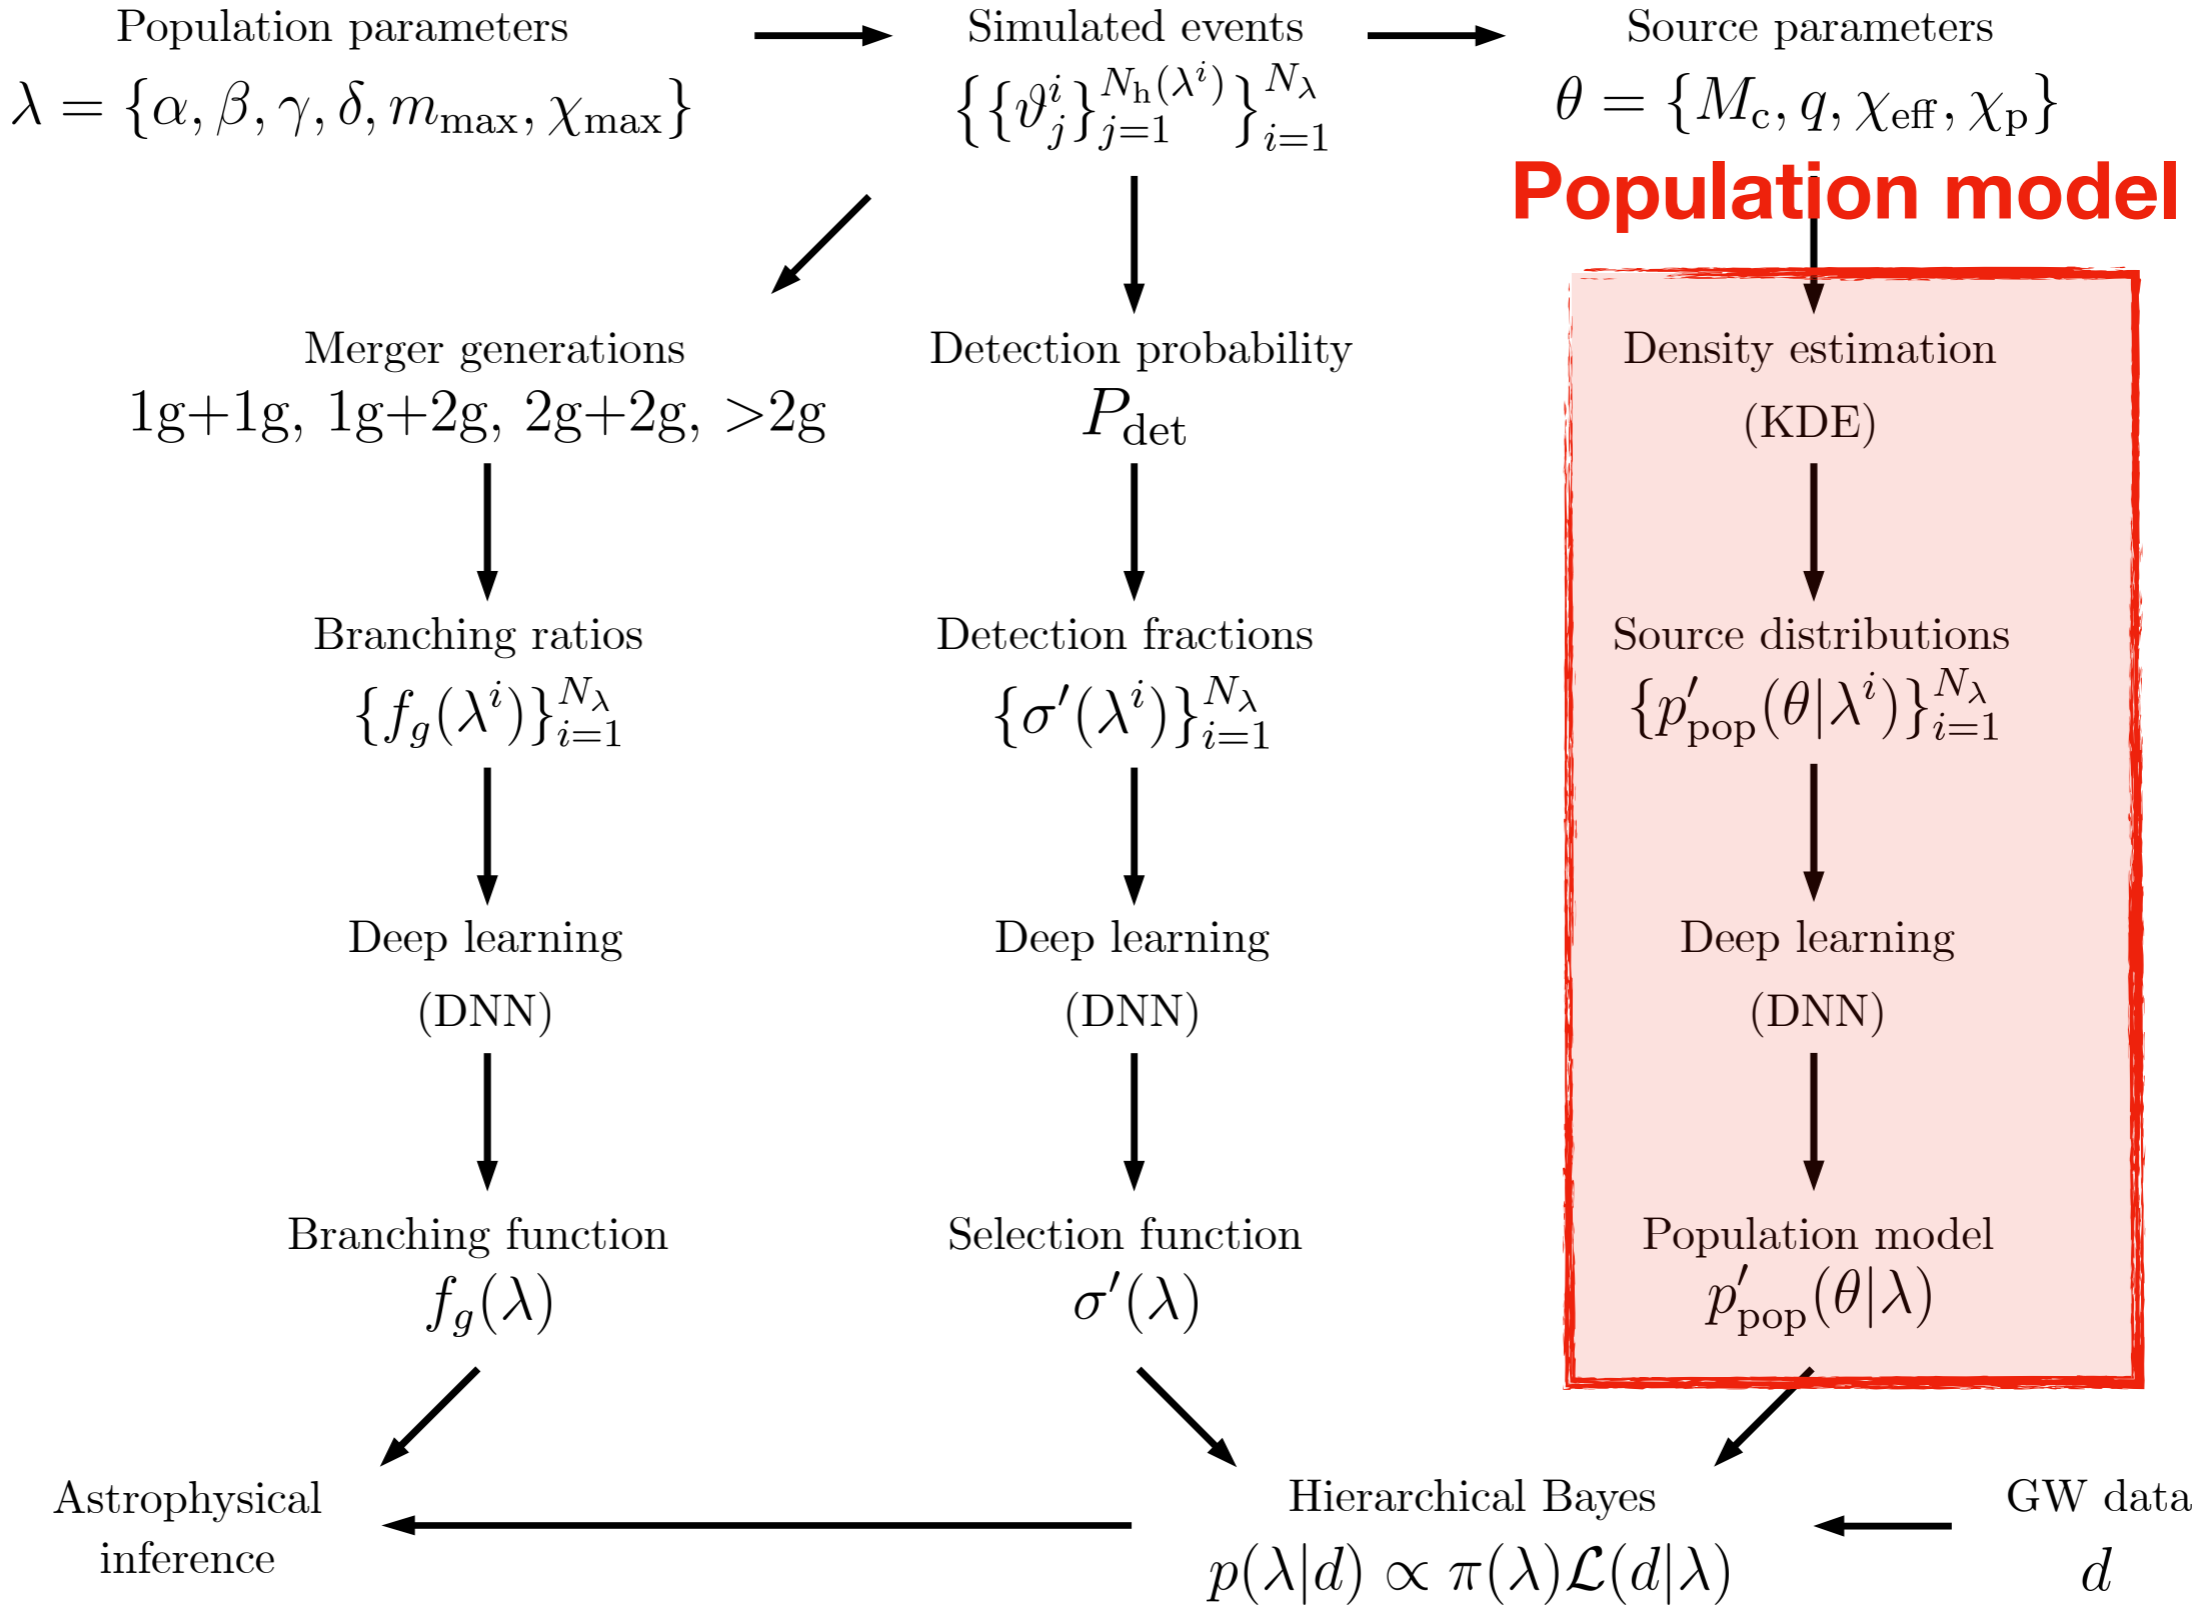 Population parameters
λ = {α, β, γ, δ, m_max, χ_max}
Simulated events
{{ϑ_j^i}_{j=1}^{N_h(λ^i)}}_{i=1}^{N_λ}
Source parameters
θ = {M_c, q, χ_eff, χ_p}
Population model
Merger generations
1g+1g, 1g+2g, 2g+2g, >2g
Detection probability
P_det
Density estimation
(KDE)
Branching ratios
{f_g(λ^i)}_{i=1}^{N_λ}
Detection fractions
{σ′(λ^i)}_{i=1}^{N_λ}
Source distributions
{p′_pop(θ|λ^i)}_{i=1}^{N_λ}
Deep learning
(DNN)
Deep learning
(DNN)
Deep learning
(DNN)
Branching function
f_g(λ)
Selection function
σ′(λ)
Population model
p′_pop(θ|λ)
Astrophysical
inference
Hierarchical Bayes
p(λ|d) ∝ π(λ)ℒ(d|λ)
GW data
d